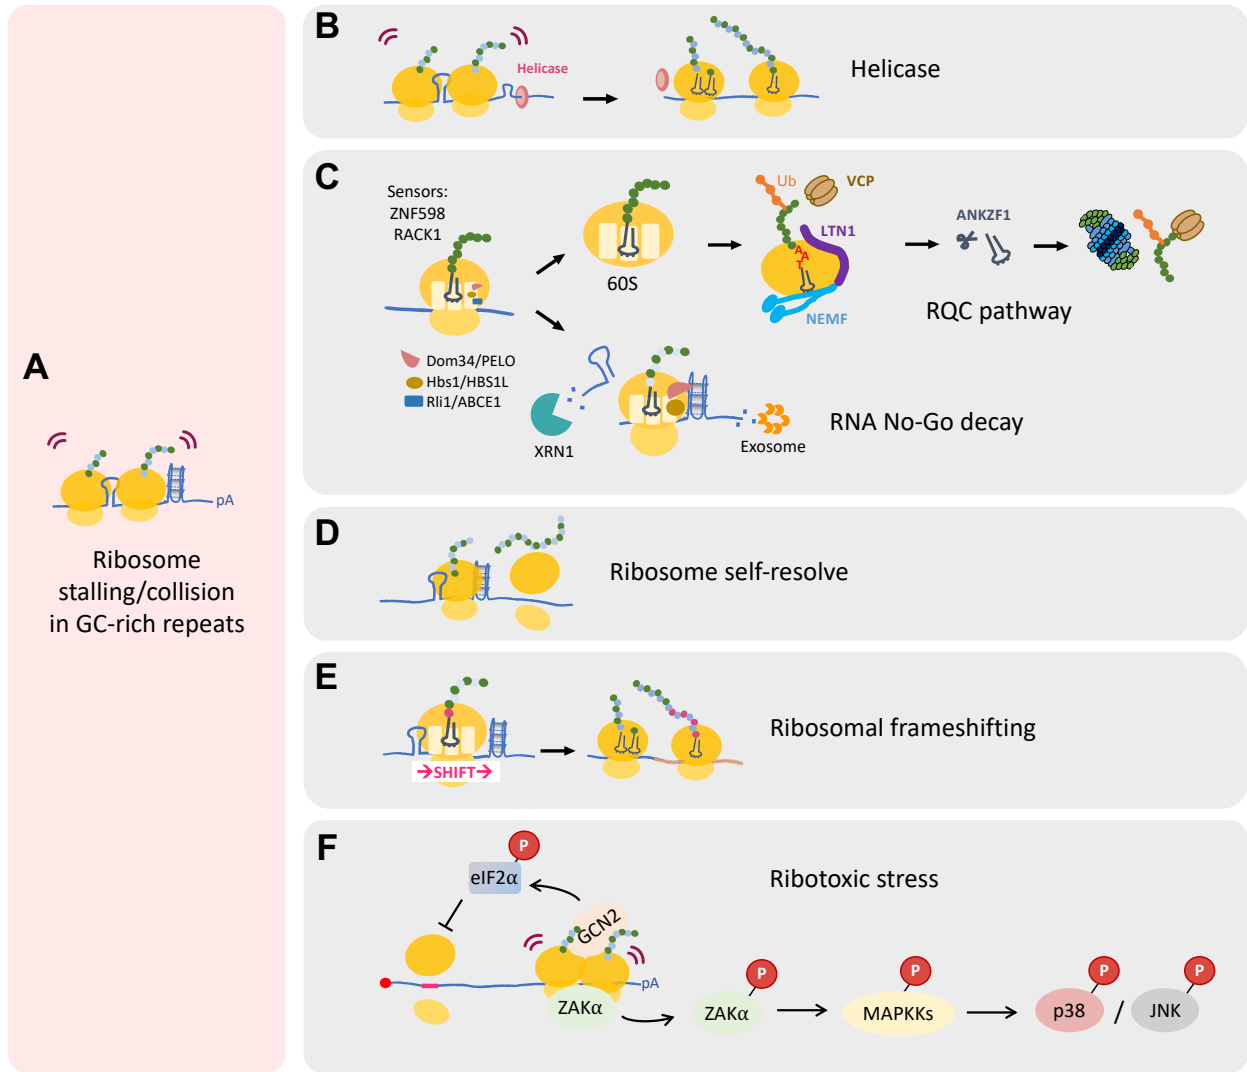 A
pA
Ribosome
stalling/collision
in GC-rich repeats
B
Helicase
Helicase
C
Sensors:
ZNF598
RACK1
60S
Ub
VCP
LTN1
A
A
T
NEMF
ANKZF1
RQC pathway
Dom34/PELO
Hbs1/HBS1L
Rli1/ABCE1
XRN1
Exosome
RNA No-Go decay
D
Ribosome self-resolve
E
→SHIFT→
Ribosomal frameshifting
F
Ribotoxic stress
P
eIF2α
GCN2
pA
ZAKα
P
ZAKα
P
MAPKKs
P
p38
/
P
JNK